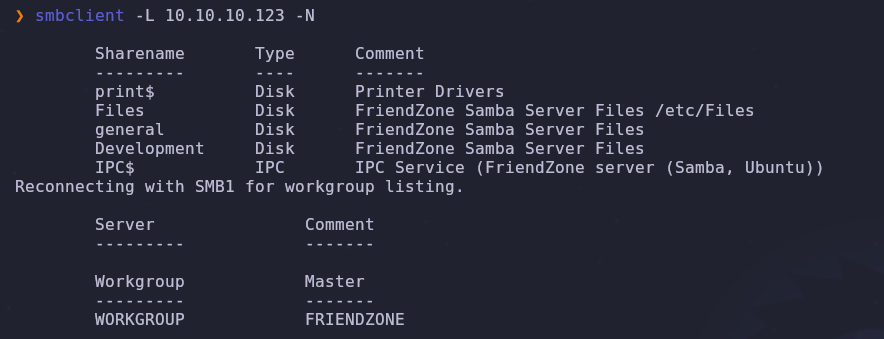 ❯ smbclient -L 10.10.10.123 -N
Sharename Type Comment
--------- ---- -------
print$ Disk Printer Drivers
Files Disk FriendZone Samba Server Files /etc/Files
general Disk FriendZone Samba Server Files
Development Disk FriendZone Samba Server Files
IPC$ IPC IPC Service (FriendZone server (Samba, Ubuntu))
Reconnecting with SMB1 for workgroup listing.
Server Comment
--------- -------
Workgroup Master
--------- -------
WORKGROUP FRIENDZONE